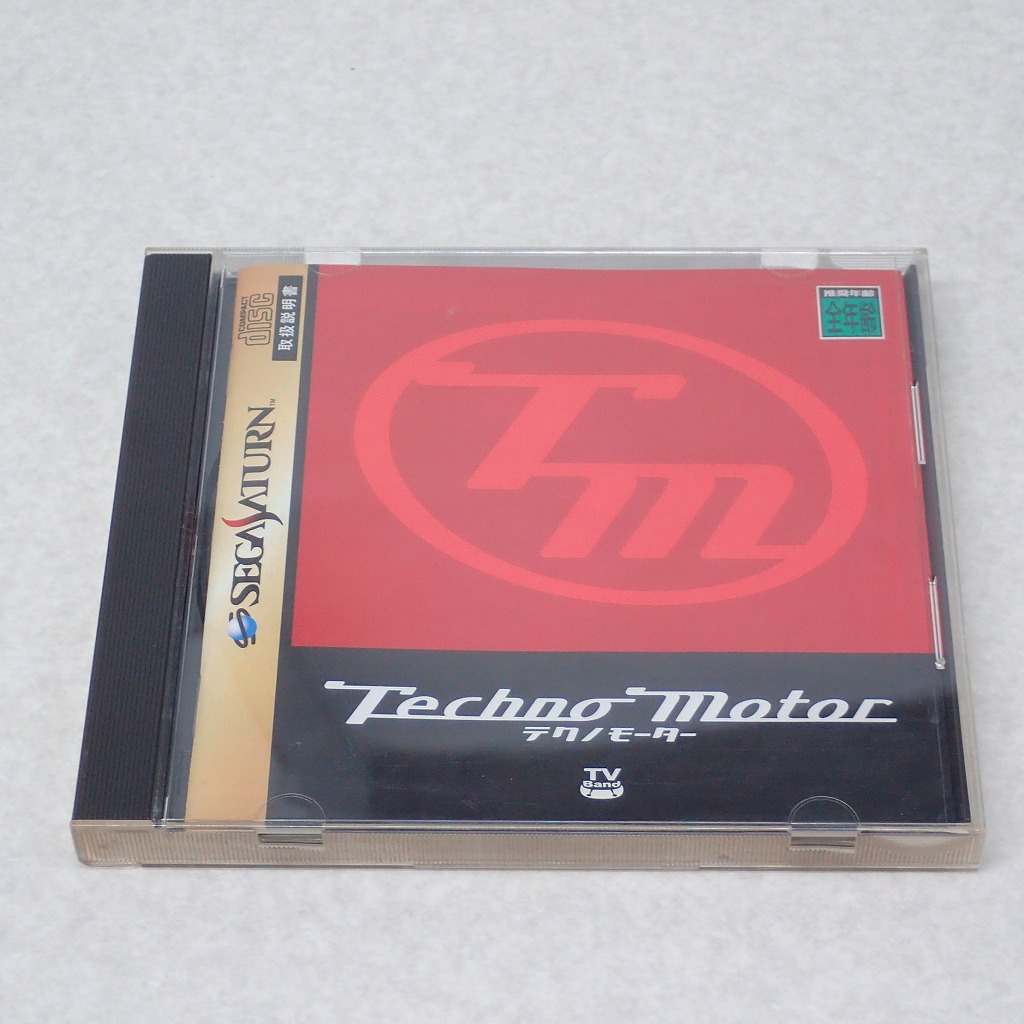 COMPACT
disc
取扱説明書
SEGA SATURN™
推奨年齢
全年齢
Tm
Techno Motor
テクノモーター
TV
Band